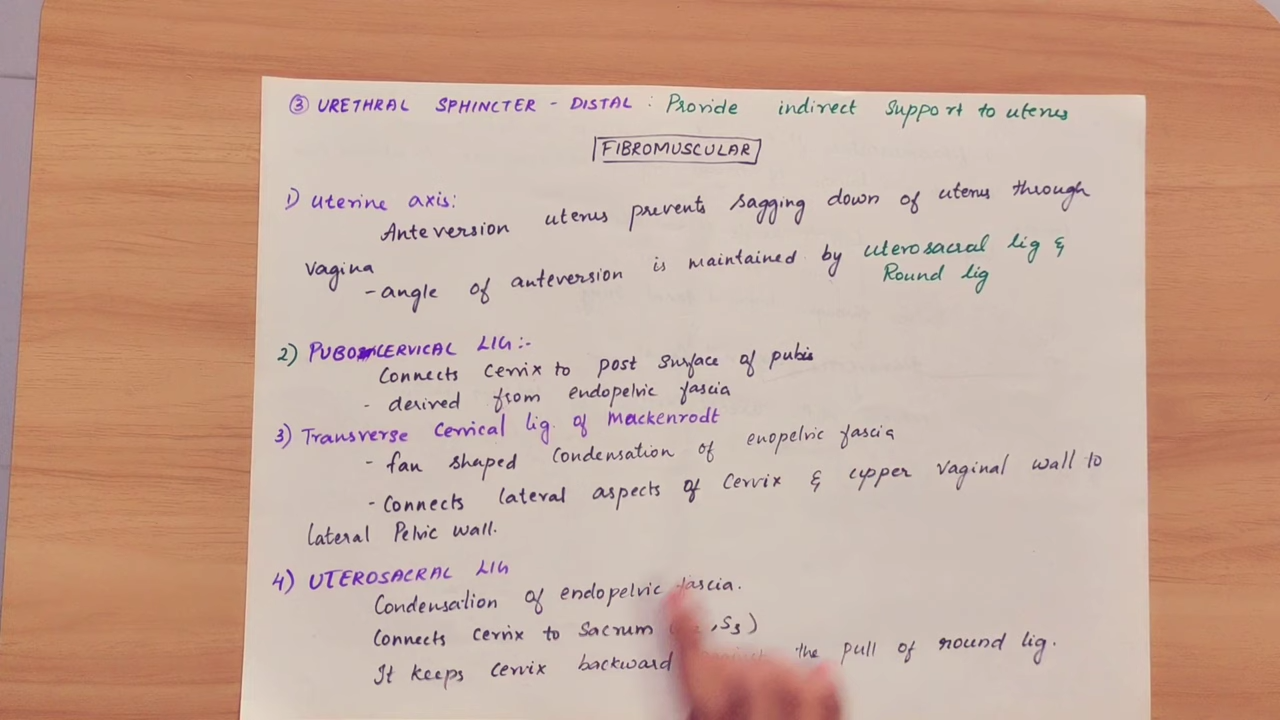 ③ URETHRAL SPHINCTER - DISTAL : Provide indirect support to uterus
FIBROMUSCULAR
1) uterine axis:
Anteversion uterus prevents sagging down of uterus through
vagina
- angle of anteversion is maintained by uterosacral lig &
Round lig
2) PUBOCERVICAL LIG:-
Connects cervix to post surface of pubis
- derived from endopelvic fascia
3) Transverse cervical lig. of Mackenrodt
- fan shaped condensation of enopelvic fascia
- Connects lateral aspects of cervix & upper vaginal wall to
lateral Pelvic wall.
4) UTEROSACRAL LIG
Condensation of endopelvic fascia.
Connects cervix to sacrum ( ,S3)
It keeps cervix backward the pull of round lig.